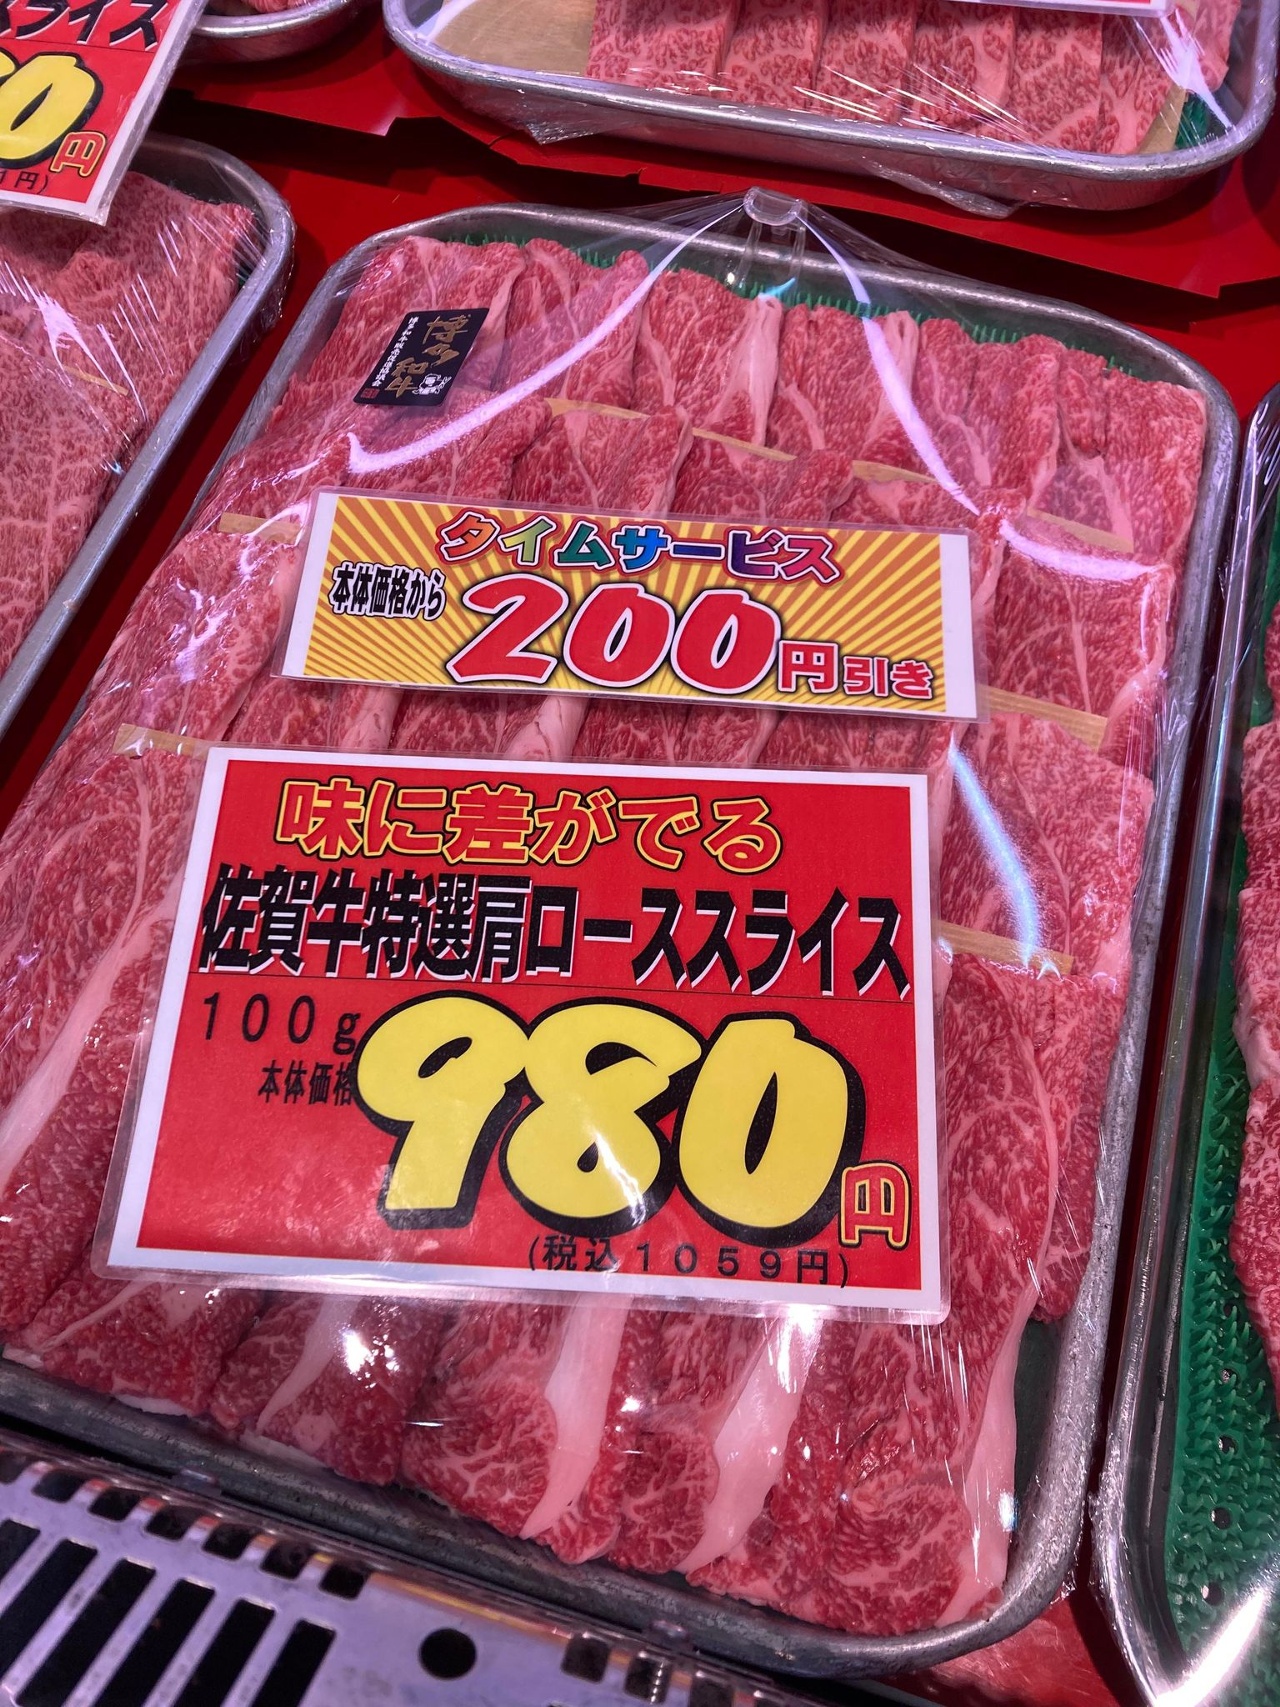 スライス
0円
1円)
博多和牛
タイムサービス
本体価格から
200円引き
味に差がでる
佐賀牛特選肩ローススライス
100g
本体価格
980円
(税込1059円)